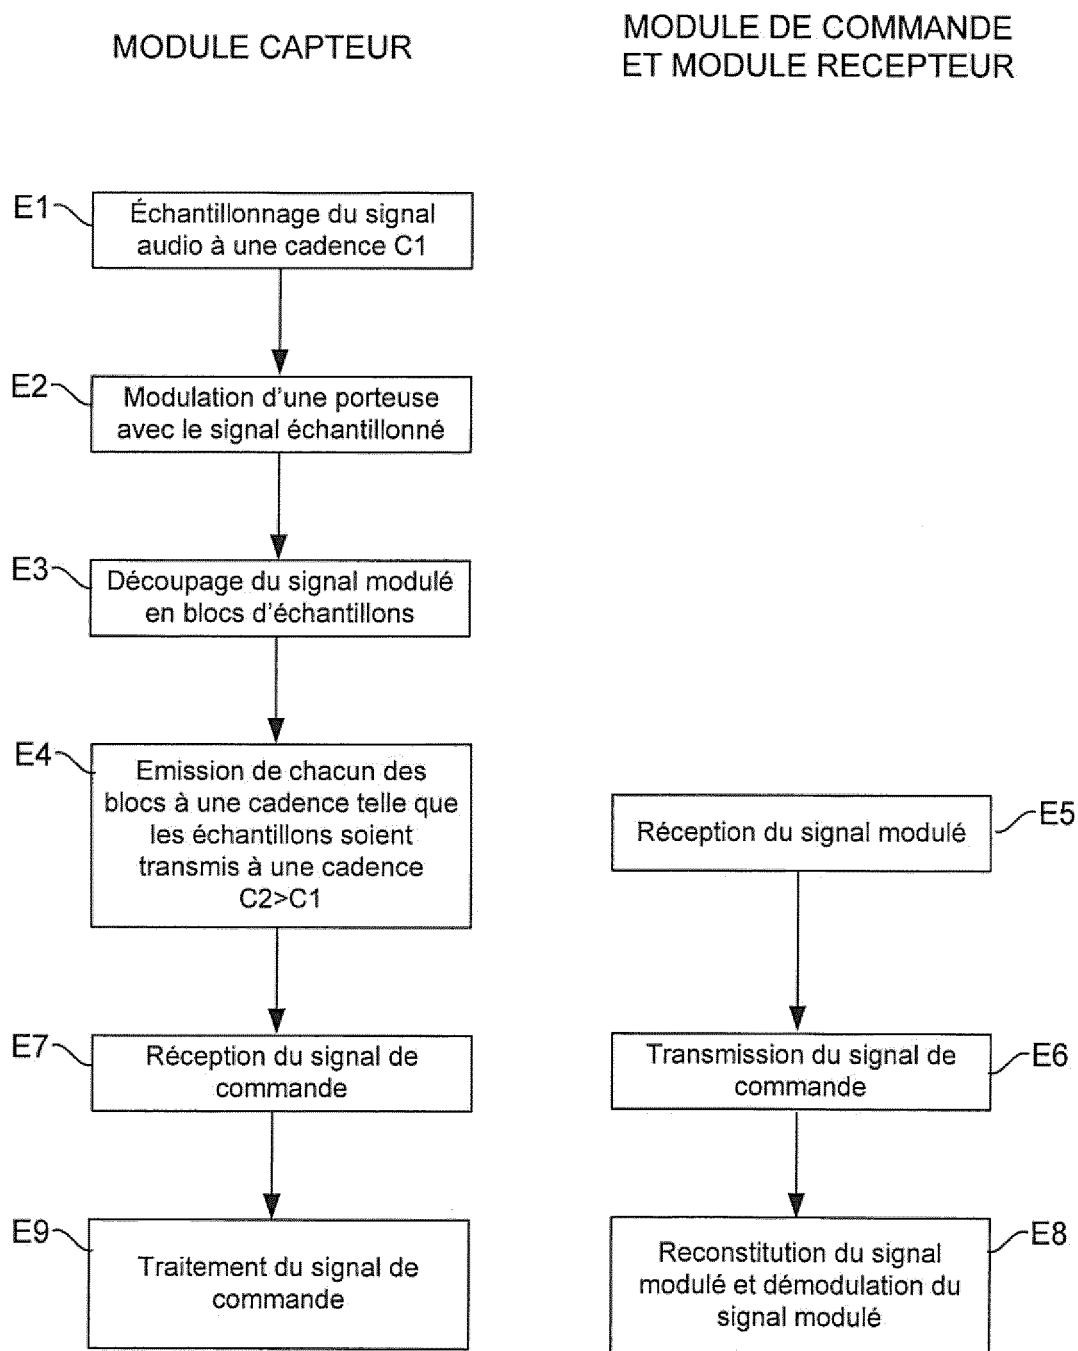 MODULE CAPTEUR
MODULE DE COMMANDE
ET MODULE RECEPTEUR
E1
Échantillonnage du signal
audio à une cadence C1
E2
Modulation d'une porteuse
avec le signal échantillonné
E3
Découpage du signal modulé
en blocs d'échantillons
E4
Emission de chacun des
blocs à une cadence telle que
les échantillons soient
transmis à une cadence
C2>C1
Réception du signal modulé
E5
E7
Réception du signal de
commande
Transmission du signal de
commande
E6
E9
Traitement du signal de
commande
Reconstitution du signal
modulé et démodulation du
signal modulé
E8